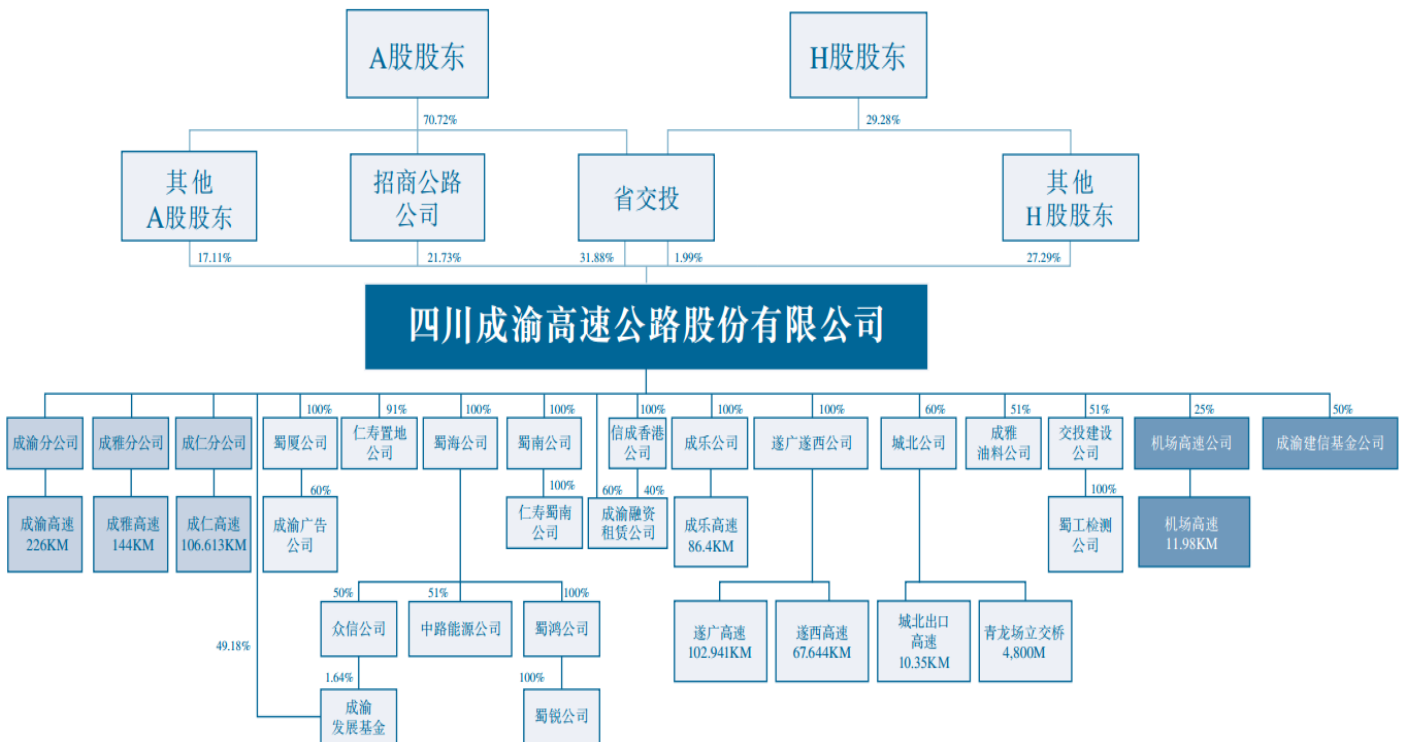 A股股东
H股股东
70.72%
29.28%
其他
A股股东
招商公路
公司
省交投
其他
H股股东
17.11%
21.73%
31.88%
1.99%
27.29%
四川成渝高速公路股份有限公司
100%
91%
100%
100%
100%
100%
100%
60%
51%
51%
25%
50%
成渝分公司
成雅分公司
成仁分公司
蜀厦公司
仁寿置地
公司
蜀海公司
蜀南公司
信成香港
公司
成乐公司
遂广遂西公司
城北公司
成雅
油料公司
交投建设
公司
机场高速公司
成渝建信基金公司
60%
100%
60%
40%
100%
成渝高速
226KM
成雅高速
144KM
成仁高速
106.613KM
成渝广告
公司
仁寿蜀南
公司
成渝融资
租赁公司
成乐高速
86.4KM
蜀工检测
公司
机场高速
11.98KM
50%
51%
100%
众信公司
中路能源公司
蜀鸿公司
遂广高速
102.941KM
遂西高速
67.644KM
城北出口
高速
10.35KM
青龙场立交桥
4,800M
49.18%
1.64%
100%
成渝
发展基金
蜀锐公司